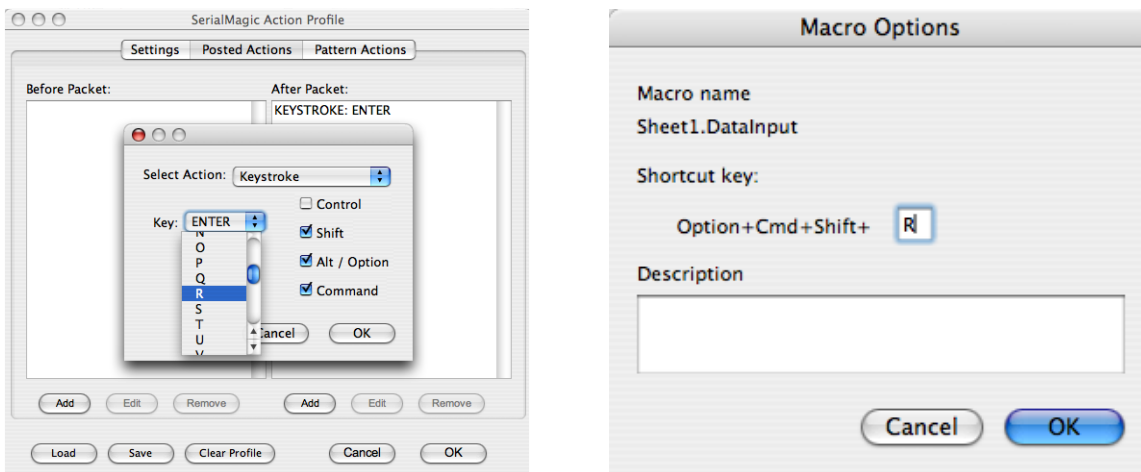 SerialMagic Action Profile
Settings Posted Actions Pattern Actions
Before Packet: After Packet:
KEYSTROKE: ENTER
Select Action: Keystroke
Control
Key: ENTER
Shift
N
O
P
Alt / Option
Q
R
Command
S
T
U
Cancel OK
V
Add Edit Remove Add Edit Remove
Load Save Clear Profile Cancel OK
Macro Options
Macro name
Sheet1.DataInput
Shortcut key:
Option+Cmd+Shift+ R
Description
Cancel OK